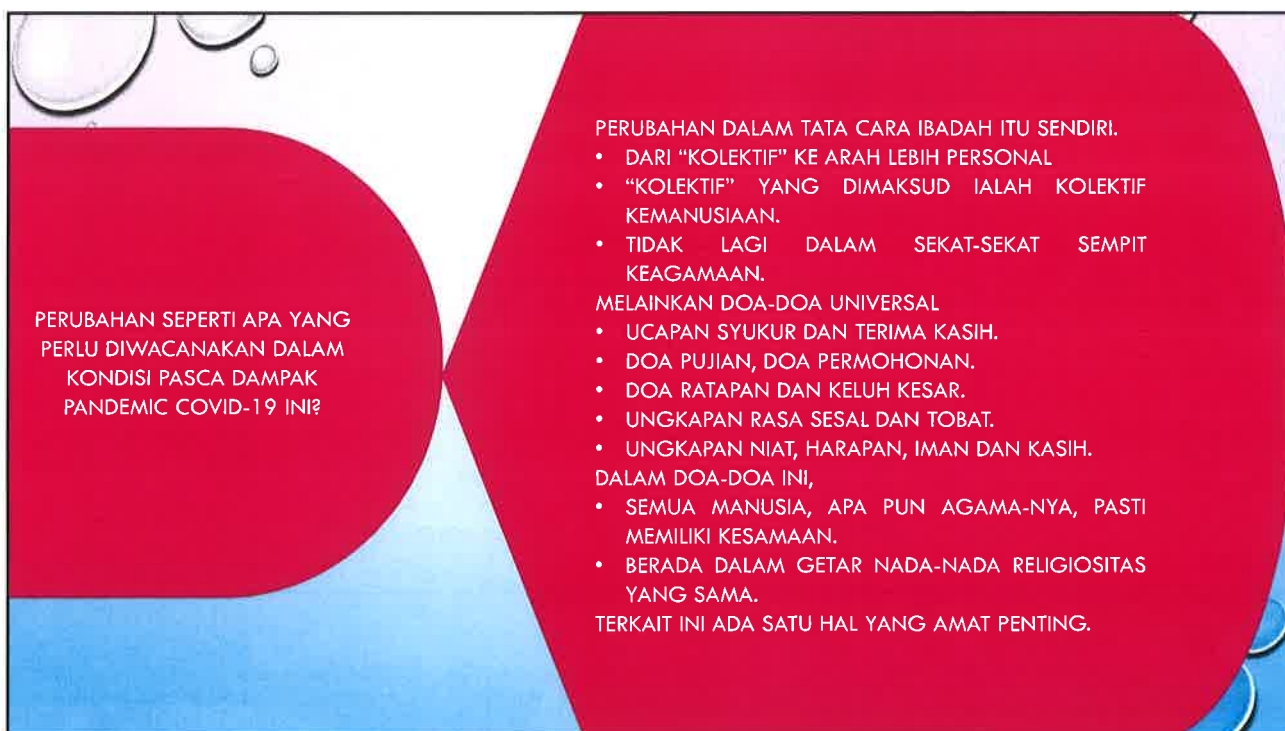 PERUBAHAN SEPERTI APA YANG
PERLU DIWACANAKAN DALAM
KONDISI PASCA DAMPAK
PANDEMIC COVID-19 INI?
PERUBAHAN DALAM TATA CARA IBADAH ITU SENDIRI.
• DARI “KOLEKTIF” KE ARAH LEBIH PERSONAL
• “KOLEKTIF” YANG DIMAKSUD IALAH KOLEKTIF
KEMANUSIAAN.
• TIDAK LAGI DALAM SEKAT-SEKAT SEMPIT
KEAGAMAAN.
MELAINKAN DOA-DOA UNIVERSAL
• UCAPAN SYUKUR DAN TERIMA KASIH.
• DOA PUJIAN, DOA PERMOHONAN.
• DOA RATAPAN DAN KELUH KESAR.
• UNGKAPAN RASA SESAL DAN TOBAT.
• UNGKAPAN NIAT, HARAPAN, IMAN DAN KASIH.
DALAM DOA-DOA INI,
• SEMUA MANUSIA, APA PUN AGAMA-NYA, PASTI
MEMILIKI KESAMAAN.
• BERADA DALAM GETAR NADA-NADA RELIGIOSITAS
YANG SAMA.
TERKAIT INI ADA SATU HAL YANG AMAT PENTING.